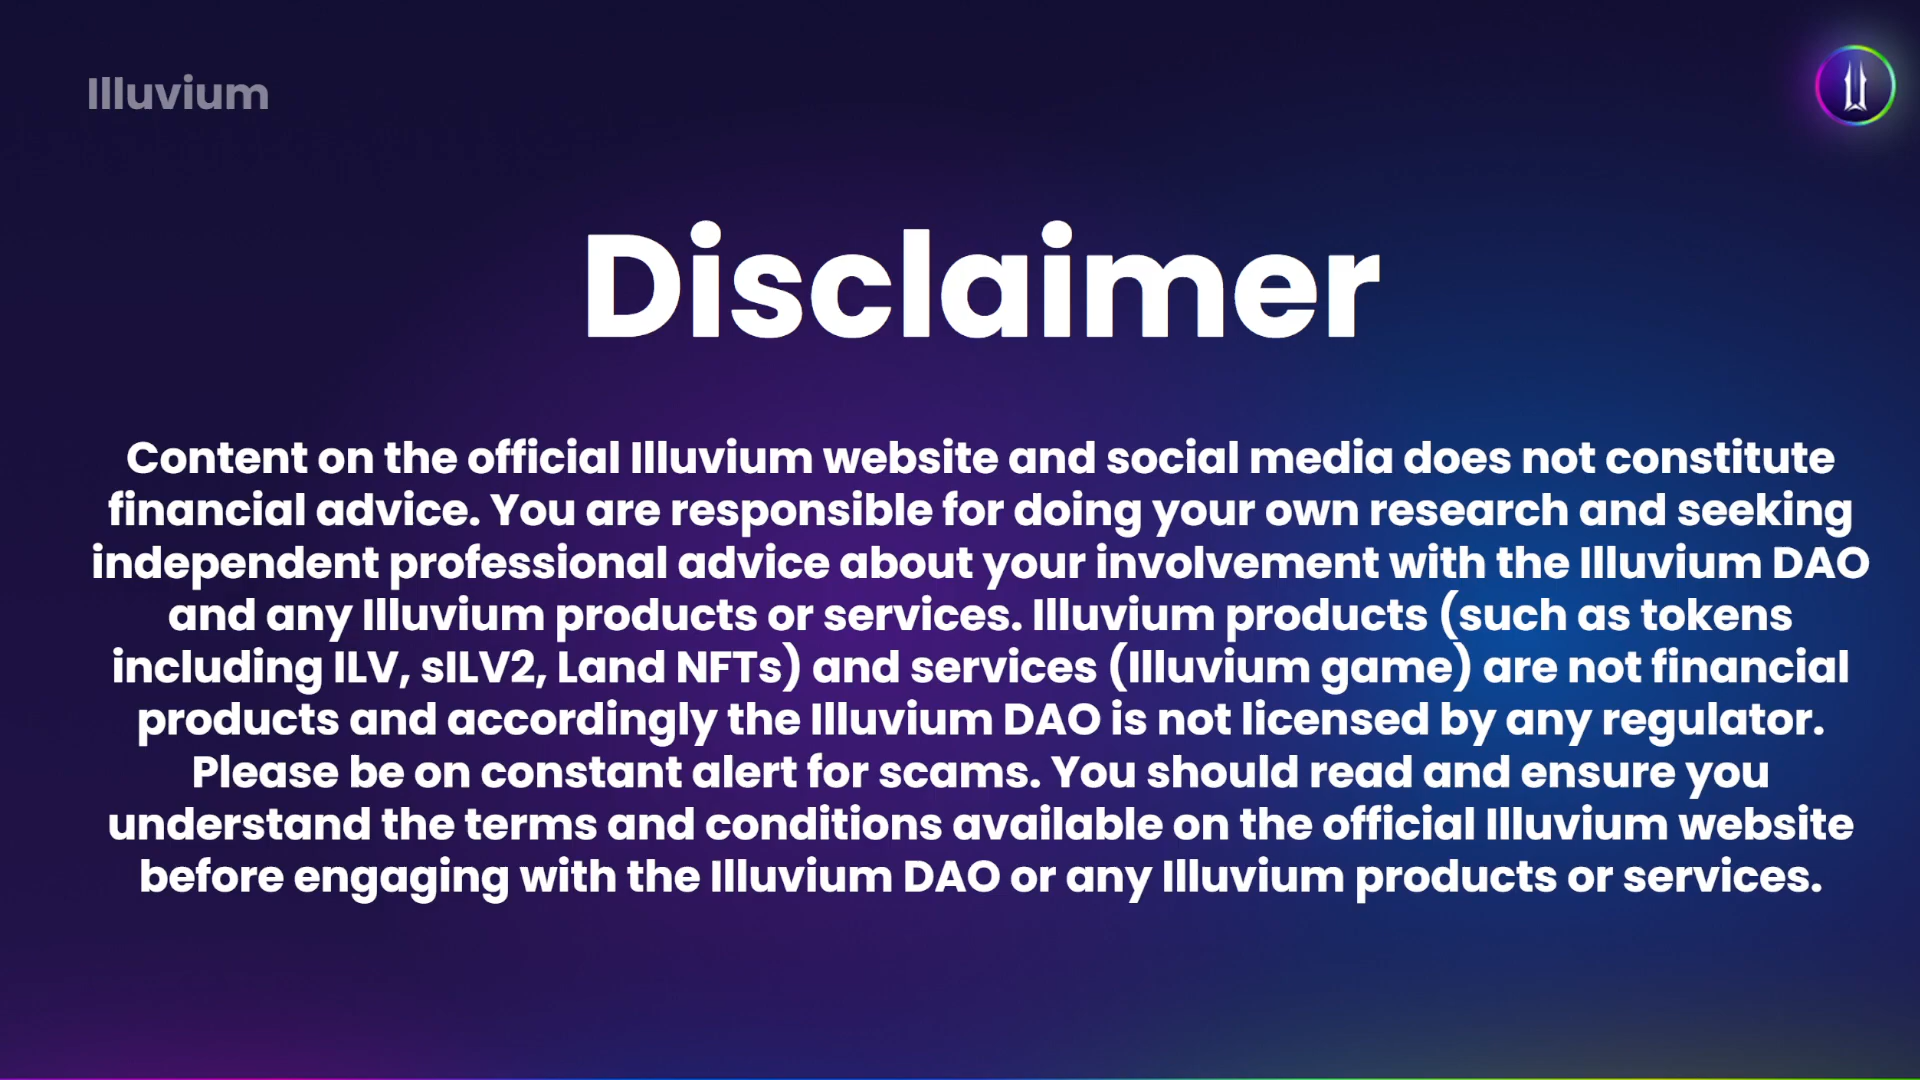 Illuvium
Disclaimer
Content on the official Illuvium website and social media does not constitute
financial advice. You are responsible for doing your own research and seeking
independent professional advice about your involvement with the Illuvium DAO
and any Illuvium products or services. Illuvium products (such as tokens
including ILV, sILV2, Land NFTs) and services (Illuvium game) are not financial
products and accordingly the Illuvium DAO is not licensed by any regulator.
Please be on constant alert for scams. You should read and ensure you
understand the terms and conditions available on the official Illuvium website
before engaging with the Illuvium DAO or any Illuvium products or services.